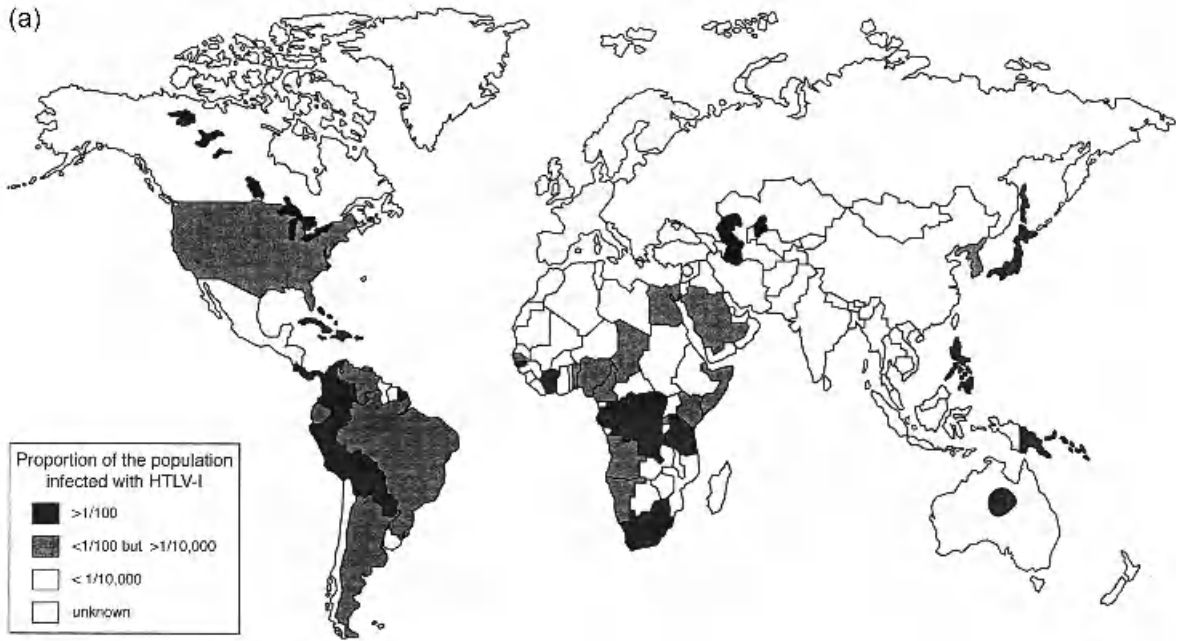 (a)
Proportion of the population
infected with HTLV-I
>1/100
<1/100 but >1/10,000
< 1/10,000
unknown